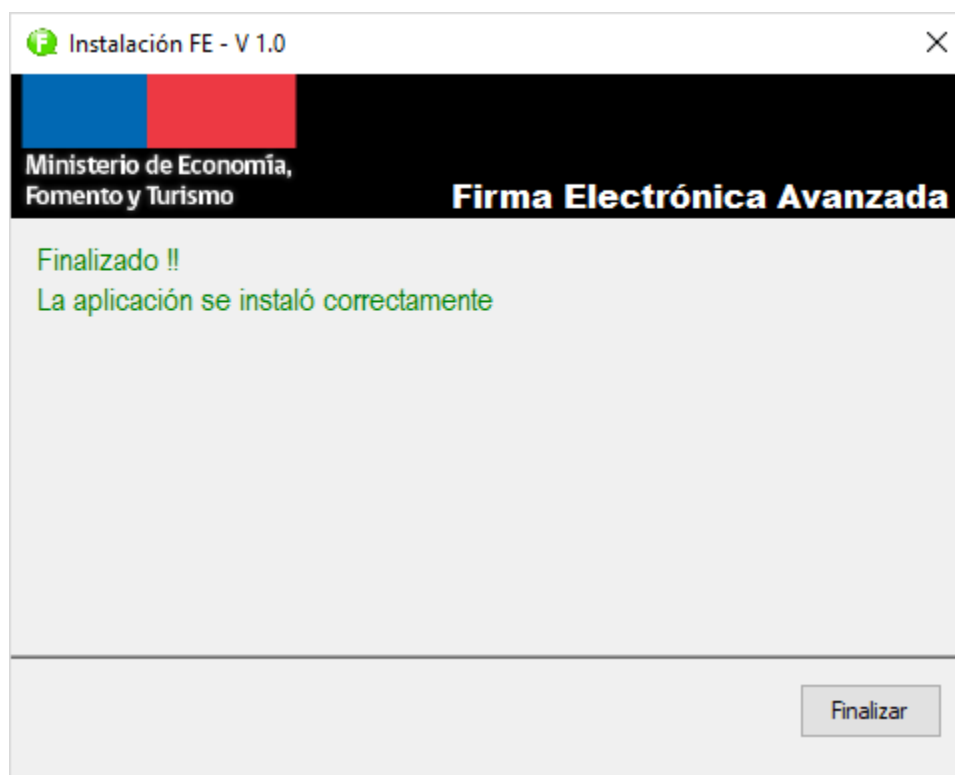 Instalación FE - V 1.0
Ministerio de Economía,
Fomento y Turismo
Firma Electrónica Avanzada
Finalizado !!
La aplicación se instaló correctamente
Finalizar